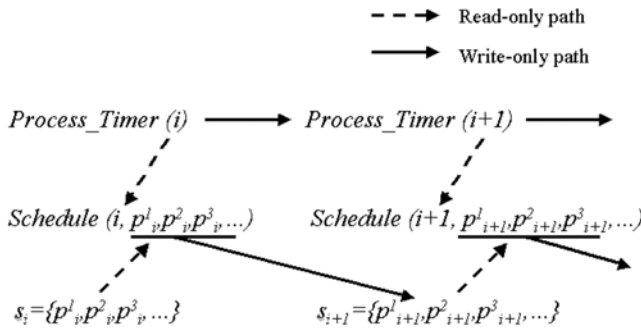 Read-only path
Write-only path
Process_Timer (i) Process_Timer (i+1)
Schedule (i, p¹ᵢ, p²ᵢ, p³ᵢ, ...) Schedule (i+1, p¹ᵢ₊₁, p²ᵢ₊₁, p³ᵢ₊₁, ...)
sᵢ={p¹ᵢ, p²ᵢ, p³ᵢ, ...} sᵢ₊₁={p¹ᵢ₊₁, p²ᵢ₊₁, p³ᵢ₊₁, ...}